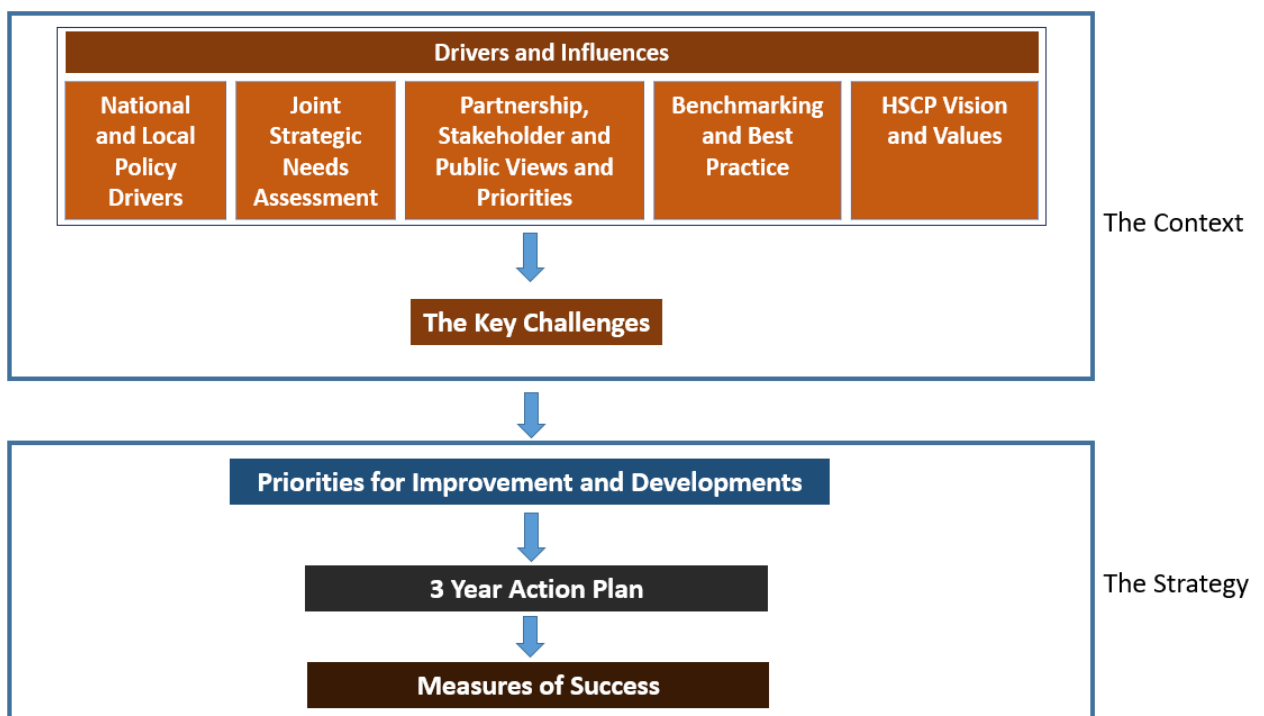 Drivers and Influences
National
and Local
Policy
Drivers
Joint
Strategic
Needs
Assessment
Partnership,
Stakeholder and
Public Views and
Priorities
Benchmarking
and Best
Practice
HSCP Vision
and Values
The Context
The Key Challenges
Priorities for Improvement and Developments
3 Year Action Plan
The Strategy
Measures of Success